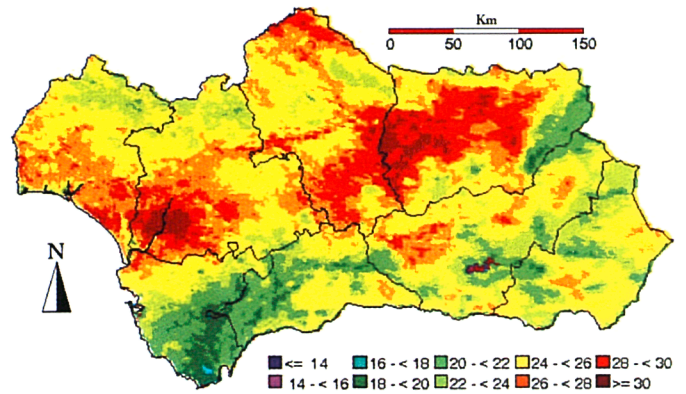 Km
0 50 100 150
N
<= 14 16 - < 18 20 - < 22 24 - < 26 28 - < 30
14 - < 16 18 - < 20 22 - < 24 26 - < 28 >= 30